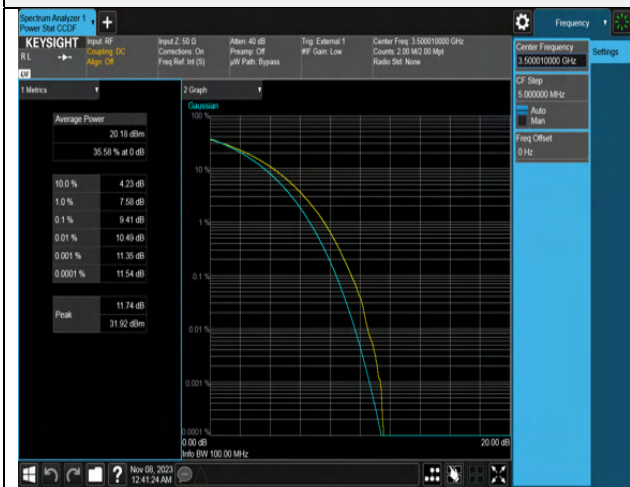 Spectrum Analyzer 1
Power Stat CCDF
Frequency
KEYSIGHT
RL
Input: RF
Coupling: DC
Align: Off
Input Z: 50 Ω
Corrections: On
Freq Ref: Int (S)
Atten: 40 dB
Preamp: Off
µW Path: Bypass
Trig: External 1
#IF Gain: Low
Center Freq: 3.500010000 GHz
Counts: 2.00 M/2.00 Mpt
Radio Std: None
1 Metrics
Average Power
20.18 dBm
35.58 % at 0 dB
10.0 % 4.23 dB
1.0 % 7.58 dB
0.1 % 9.41 dB
0.01 % 10.49 dB
0.001 % 11.35 dB
0.0001 % 11.54 dB
Peak
11.74 dB
31.92 dBm
2 Graph
Gaussian
100 %
10 %
1 %
0.1 %
0.01 %
0.001 %
0.0001 %
0.00 dB
20.00 dB
Info BW 100.00 MHz
Center Frequency
3.500010000 GHz
Settings
CF Step
5.000000 MHz
Auto
Man
Freq Offset
0 Hz
Nov 08, 2023
12:41:24 AM